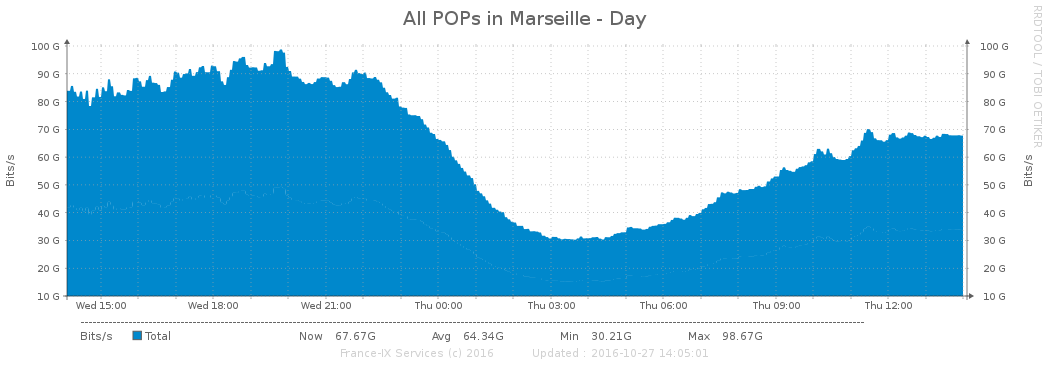 All POPs in Marseille - Day
RRDTOOL / TOBI OETIKER
100 G 100 G
90 G 90 G
80 G 80 G
70 G 70 G
60 G 60 G
50 G 50 G
40 G 40 G
30 G 30 G
20 G 20 G
10 G 10 G
Bits/s
Bits/s
Wed 15:00 Wed 18:00 Wed 21:00 Thu 00:00 Thu 03:00 Thu 06:00 Thu 09:00 Thu 12:00
Bits/s Total Now 67.67G Avg 64.34G Min 30.21G Max 98.67G
France-IX Services (c) 2016 Updated : 2016-10-27 14:05:01